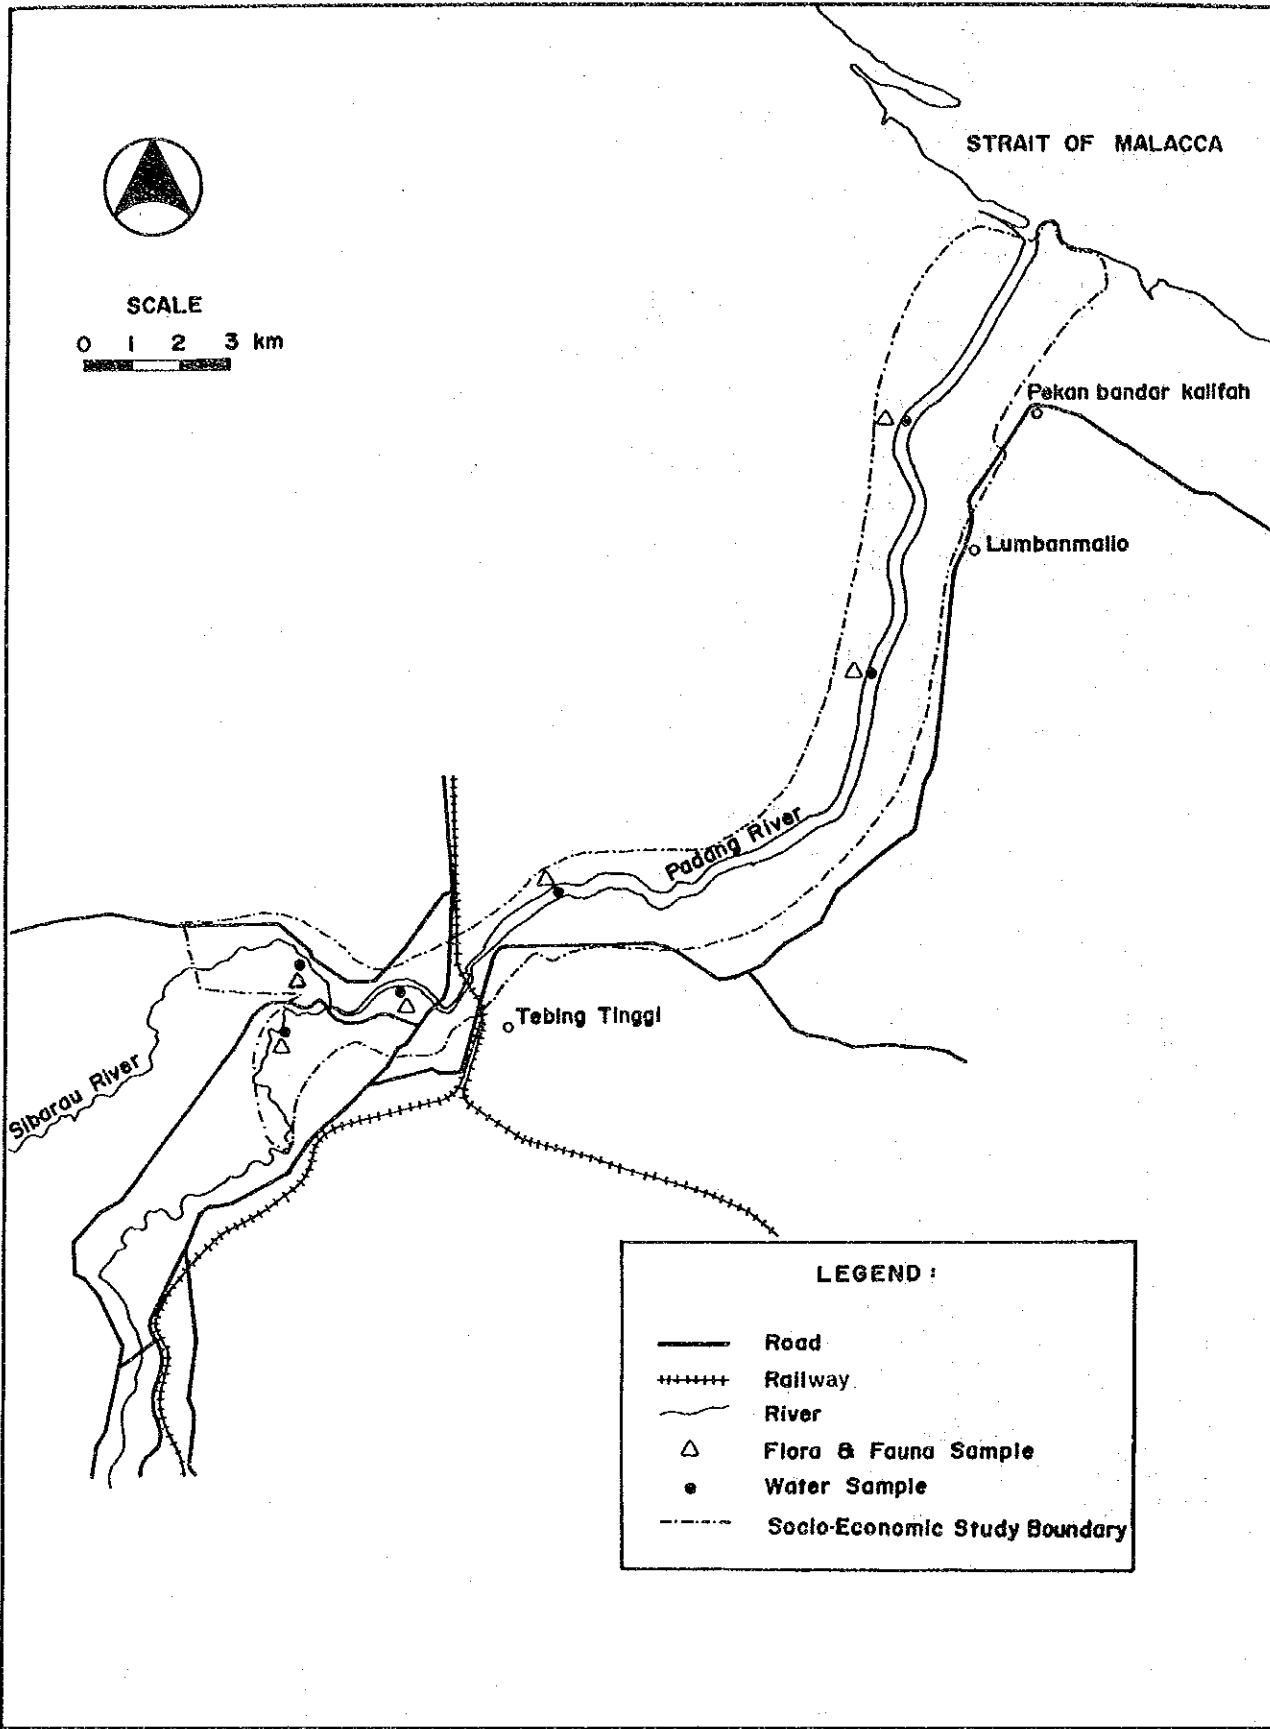 STRAIT OF MALACCA
SCALE
0 1 2 3 km
Pekan bandar kalifah
Lumbanmalio
Padang River
Tebing Tinggi
Sibarau River
LEGEND :
Road
Railway
River
Flora & Fauna Sample
Water Sample
Socio-Economic Study Boundary